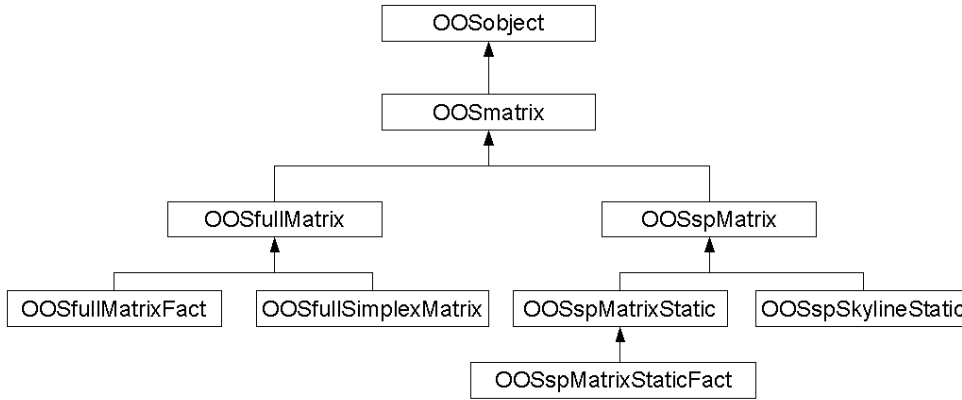 OOSobject
OOSmatrix
OOSfullMatrix
OOSspMatrix
OOSfullMatrixFact
OOSfullSimplexMatrix
OOSspMatrixStatic
OOSspSkylineStatic
OOSspMatrixStaticFact